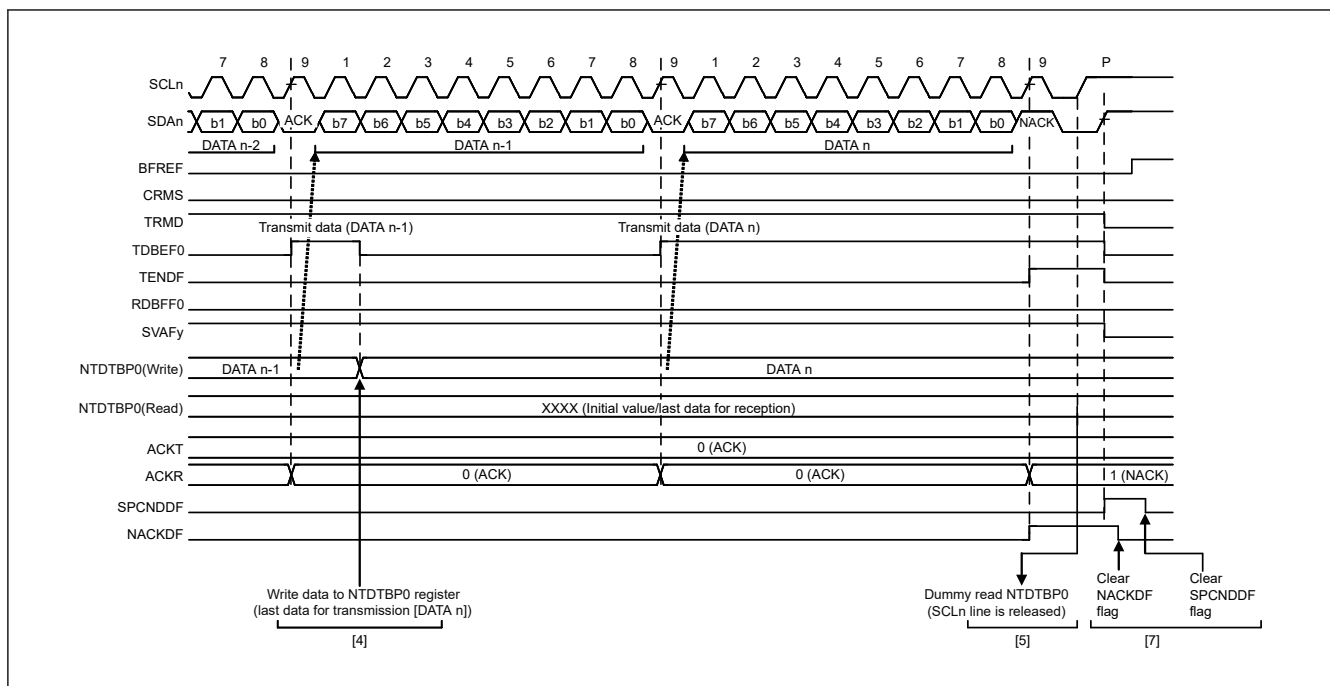 7 8 9 1 2 3 4 5 6 7 8 9 1 2 3 4 5 6 7 8 9 P
SCLn
SDAn b1 b0 ACK b7 b6 b5 b4 b3 b2 b1 b0 ACK b7 b6 b5 b4 b3 b2 b1 b0 NACK
DATA n-2 DATA n-1 DATA n
BFREF
CRMS
TRMD
Transmit data (DATA n-1) Transmit data (DATA n)
TDBEF0
TENDF
RDBFF0
SVAFy
NTDTBP0(Write) DATA n-1 DATA n
NTDTBP0(Read) XXXX (Initial value/last data for reception)
ACKT 0 (ACK)
ACKR 0 (ACK) 0 (ACK) 1 (NACK)
SPCNDDF
NACKDF
Write data to NTDTBP0 register
(last data for transmission [DATA n])
[4]
Dummy read NTDTBP0
(SCLn line is released)
[5]
Clear
NACKDF
flag
Clear
SPCNDDF
flag
[7]